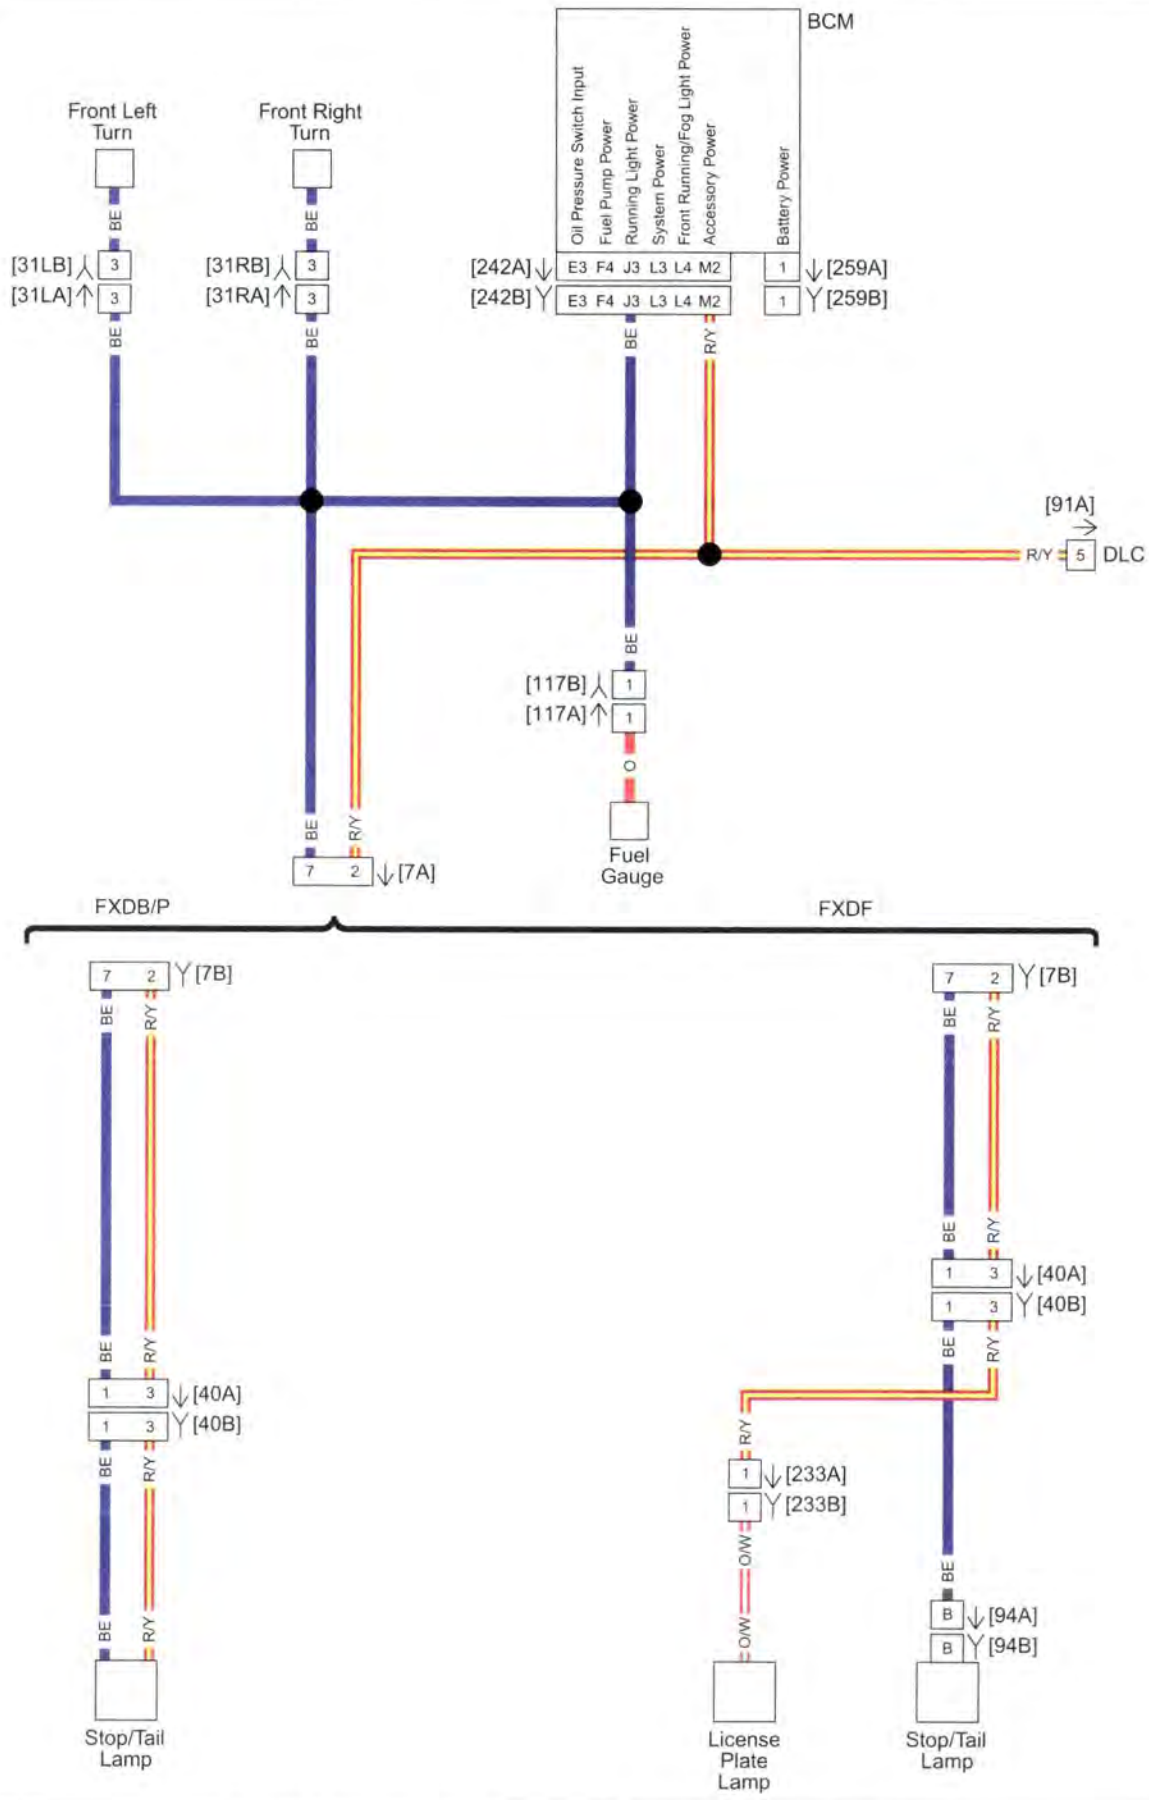 BCM
Oil Pressure Switch Input
Fuel Pump Power
Running Light Power
System Power
Front Running/Fog Light Power
Accessory Power
Battery Power
Front Left
Turn
Front Right
Turn
BE
BE
[31LB] 3
[31RB] 3
[242A] E3 F4 J3 L3 L4 M2
1 [259A]
[31LA] 3
[31RA] 3
[242B] E3 F4 J3 L3 L4 M2
1 [259B]
BE
BE
BE
R/Y
[91A]
R/Y 5 DLC
BE
[117B] 1
[117A] 1
O
Fuel
Gauge
BE
R/Y
7 2 [7A]
FXDB/P
FXDF
7 2 [7B]
7 2 [7B]
BE
R/Y
BE
R/Y
BE
R/Y
1 3 [40A]
1 3 [40B]
BE
R/Y
BE
R/Y
1 3 [40A]
1 3 [40B]
BE
R/Y
R/Y
1 [233A]
1 [233B]
O/W
BE
BE
R/Y
O/W
B [94A]
B [94B]
Stop/Tail
Lamp
License
Plate
Lamp
Stop/Tail
Lamp